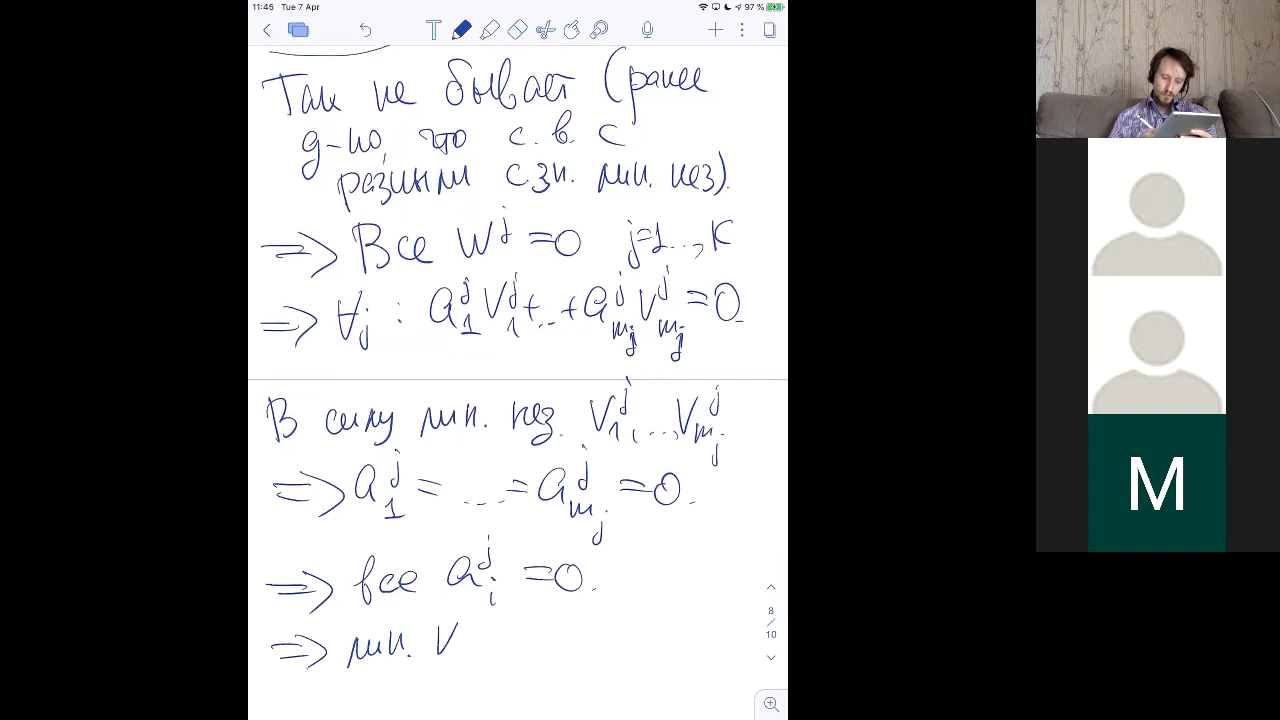 11:45 Tue 7 Apr 97 %
T
Так не бывает (ранее
д-но, что с.в. с
разными с.зн. лин. нез).
⇒ Все w^j = 0 j=1..., k
⇒ ∀j : a_1^j v_1^j + ... + a_{m_j}^j v_{m_j}^j = 0.
В силу лин. нез. v_1^j, ..., v_{m_j}^j
⇒ a_1^j = ... = a_{m_j}^j = 0.
⇒ все a_i^j = 0.
⇒ лин. v
8
/
10
M